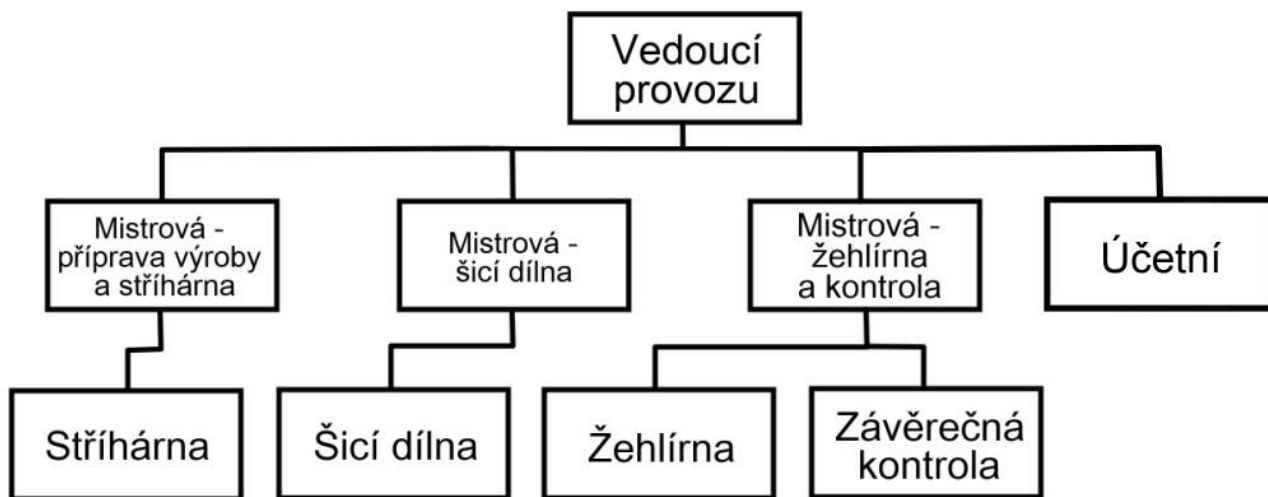 Vedoucí
provozu
Mistrová -
příprava výroby
a stříhárna
Mistrová -
šicí dílna
Mistrová -
žehlírna
a kontrola
Účetní
Stříhárna
Šicí dílna
Žehlírna
Závěrečná
kontrola